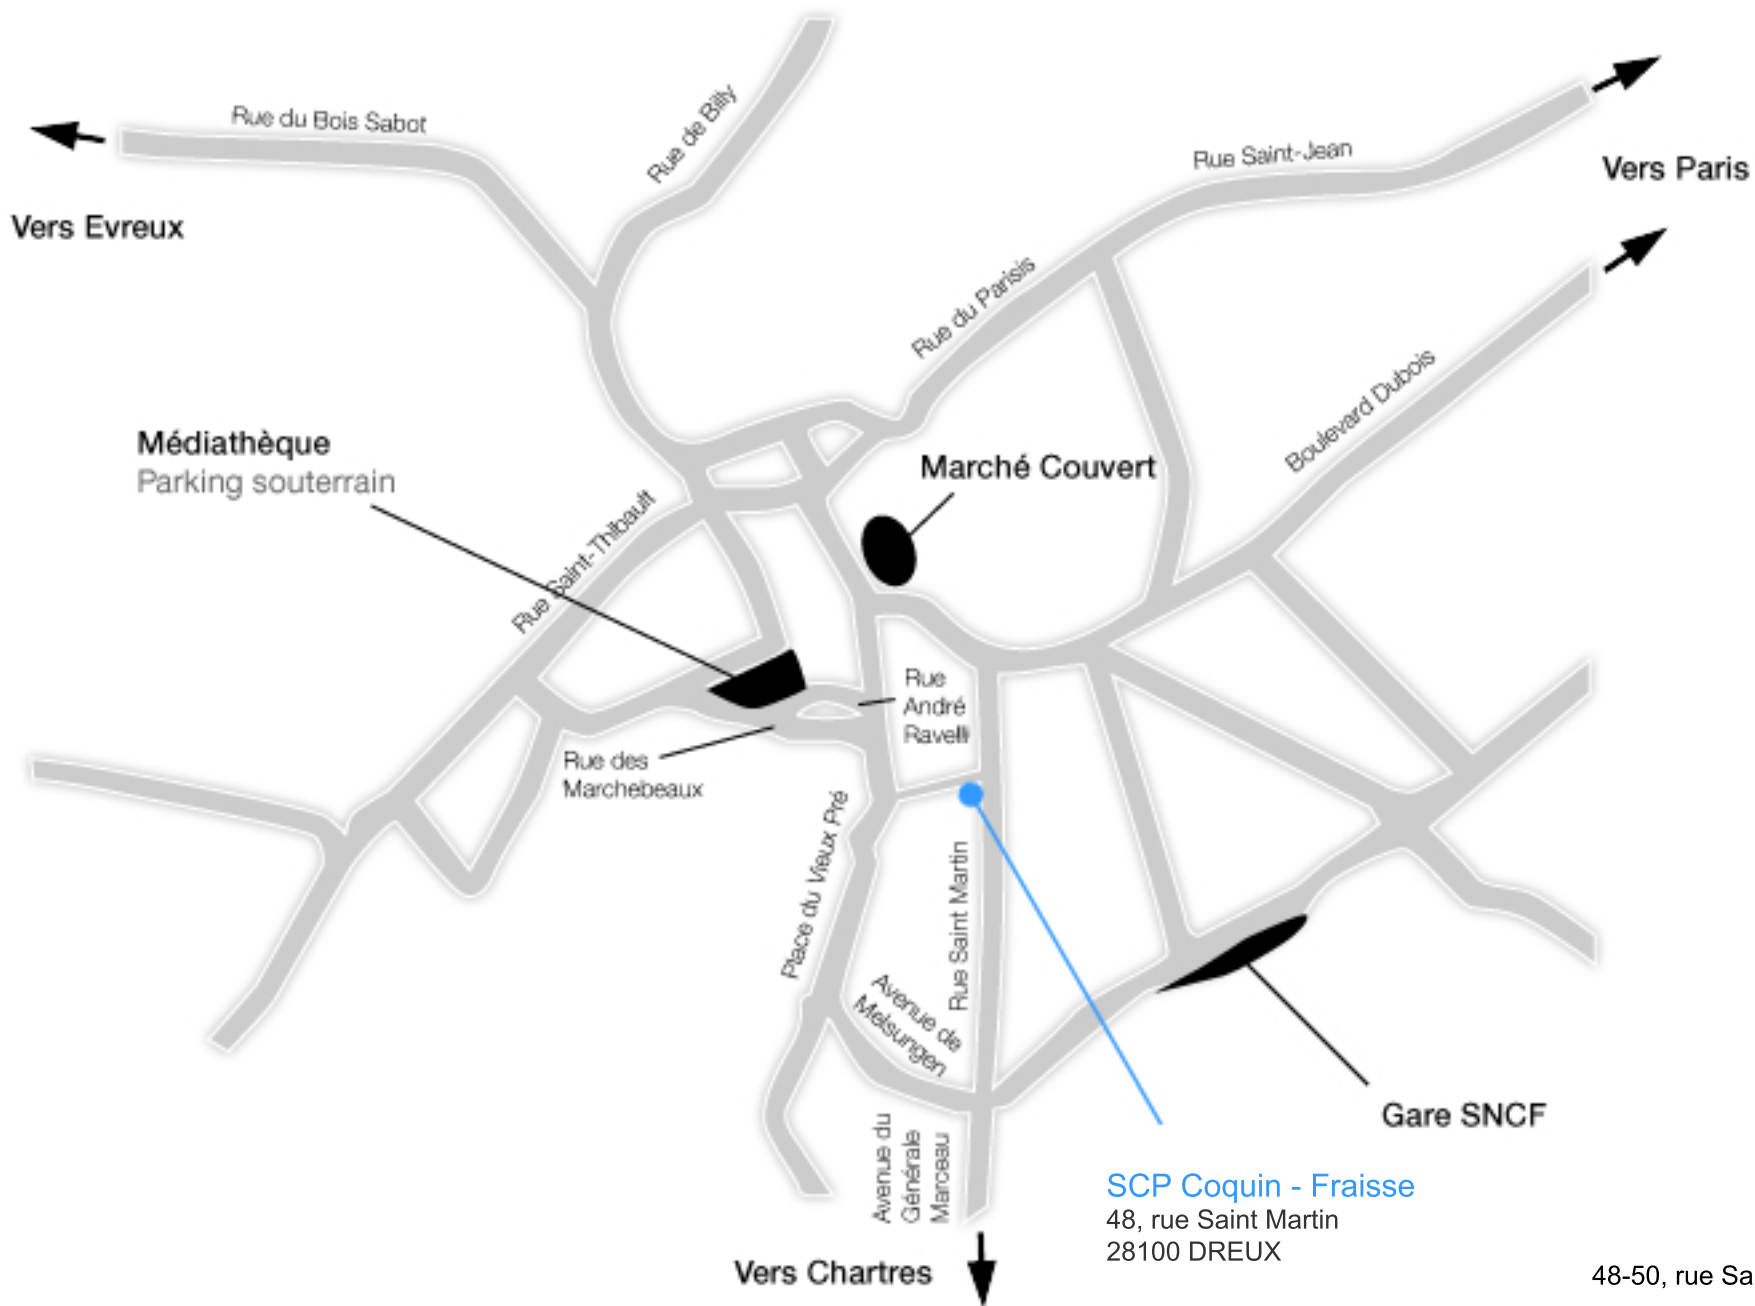 Rue du Bois Sabot
Rue de Billy
Rue Saint-Jean
Vers Paris
Vers Evreux
Rue du Parisis
Boulevard Dubois
Médiathèque
Parking souterrain
Marché Couvert
Rue Saint-Thibault
Rue
André
Ravelli
Rue des
Marchebeaux
Place du Vieux Pré
Rue Saint Martin
Avenue de
Melsungen
Avenue du
Générale
Marceau
Gare SNCF
SCP Coquin - Fraisse
48, rue Saint Martin
28100 DREUX
Vers Chartres
48-50, rue Sa